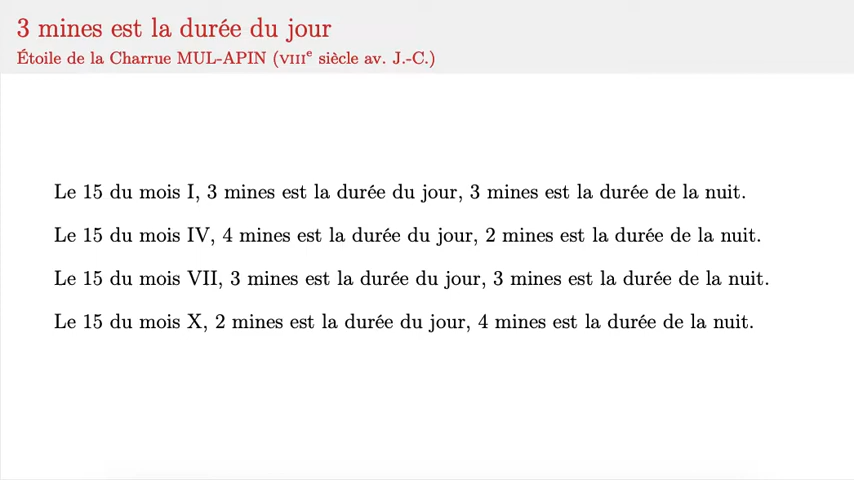 3 mines est la durée du jour
Étoile de la Charrue MUL-APIN (VIIIe siècle av. J.-C.)
Le 15 du mois I, 3 mines est la durée du jour, 3 mines est la durée de la nuit.
Le 15 du mois IV, 4 mines est la durée du jour, 2 mines est la durée de la nuit.
Le 15 du mois VII, 3 mines est la durée du jour, 3 mines est la durée de la nuit.
Le 15 du mois X, 2 mines est la durée du jour, 4 mines est la durée de la nuit.